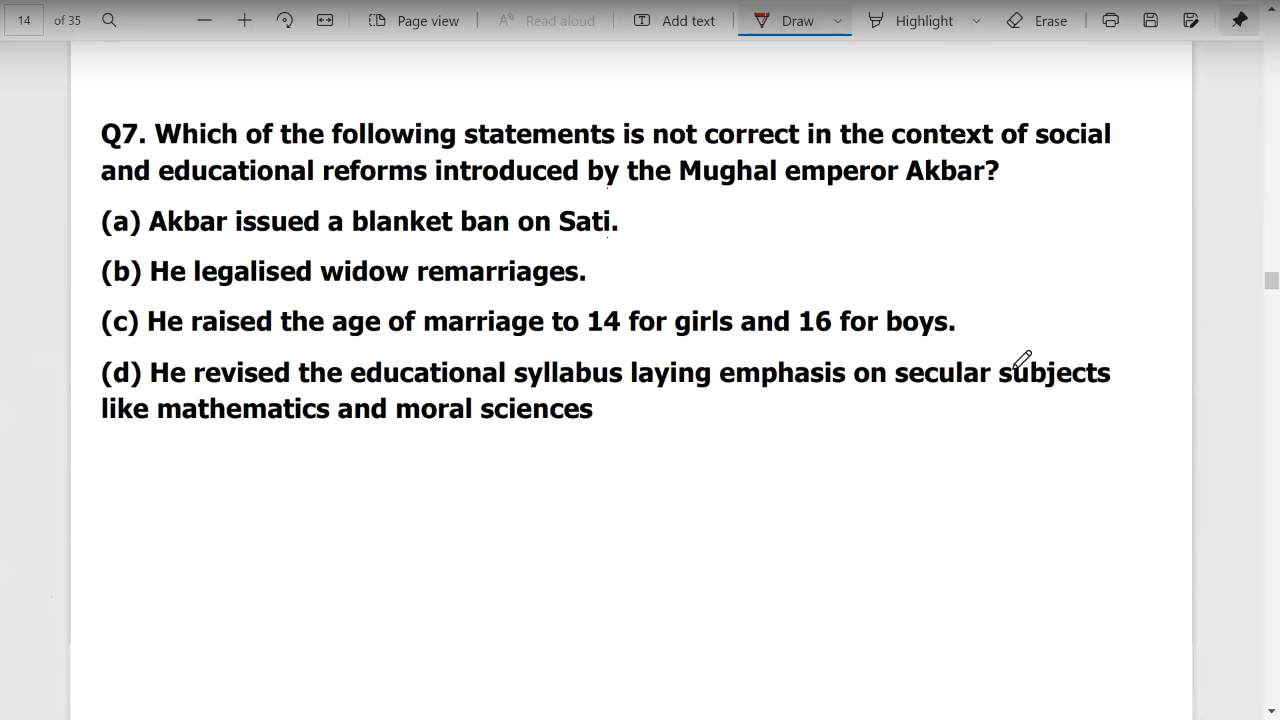 14 of 35 Page view Read aloud Add text Draw Highlight Erase
Q7. Which of the following statements is not correct in the context of social
and educational reforms introduced by the Mughal emperor Akbar?
(a) Akbar issued a blanket ban on Sati.
(b) He legalised widow remarriages.
(c) He raised the age of marriage to 14 for girls and 16 for boys.
(d) He revised the educational syllabus laying emphasis on secular subjects
like mathematics and moral sciences